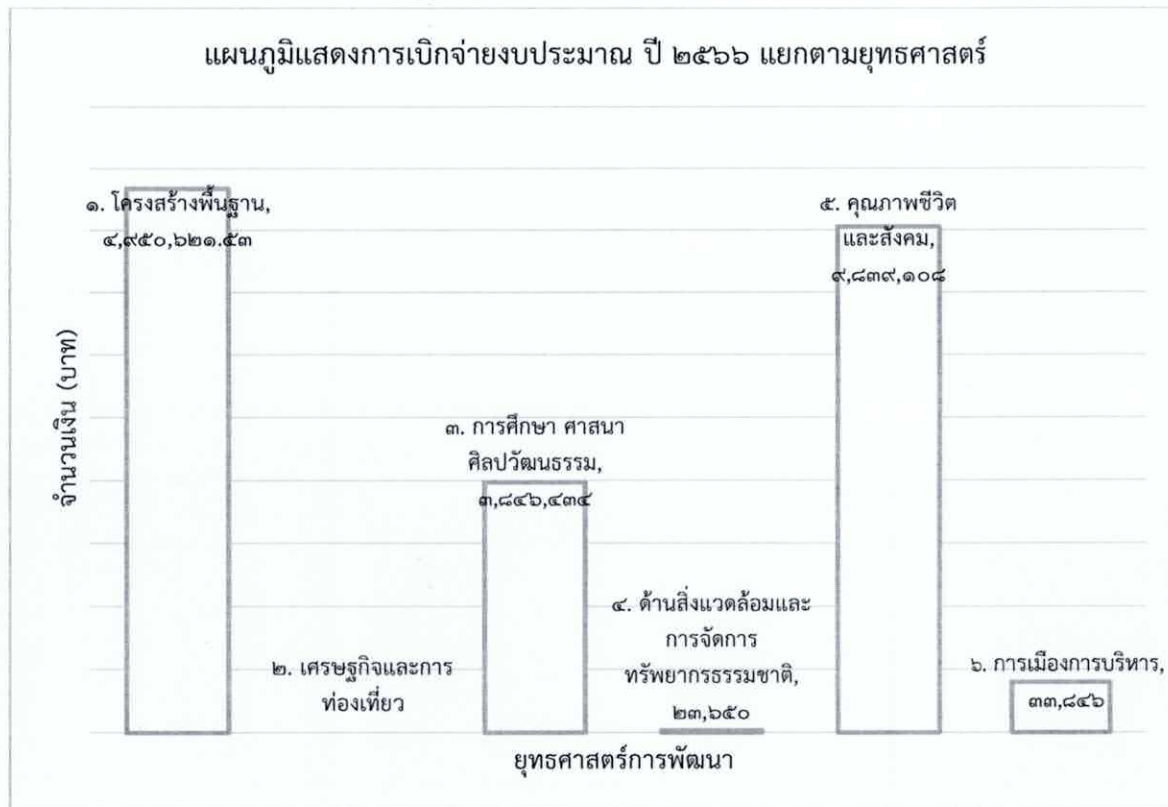 แผนภูมิแสดงการเบิกจ่ายงบประมาณ ปี ๒๕๖๖ แยกตามยุทธศาสตร์
จำนวนเงิน (บาท)
๑. โครงสร้างพื้นฐาน,
๔,๙๕๐,๖๒๑.๕๓
๒. เศรษฐกิจและการ
ท่องเที่ยว
๓. การศึกษา ศาสนา
ศิลปวัฒนธรรม,
๓,๘๔๖,๔๓๔
๔. ด้านสิ่งแวดล้อมและ
การจัดการ
ทรัพยากรธรรมชาติ,
๒๓,๖๕๐
๕. คุณภาพชีวิต
และสังคม,
๙,๘๓๙,๑๐๘
๖. การเมืองการบริหาร,
๓๓,๘๔๖
ยุทธศาสตร์การพัฒนา